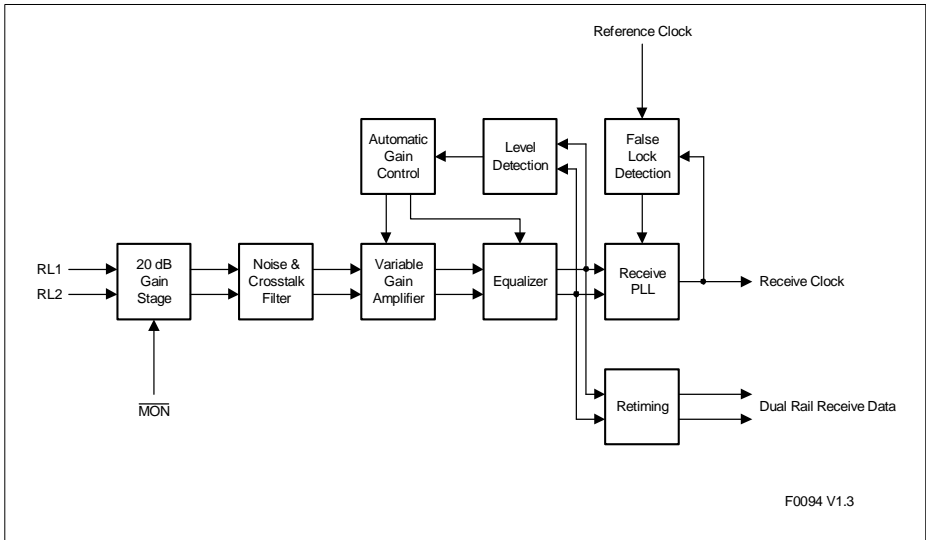 Reference Clock
Automatic
Gain
Control
Level
Detection
False
Lock
Detection
RL1
RL2
20 dB
Gain
Stage
Noise &
Crosstalk
Filter
Variable
Gain
Amplifier
Equalizer
Receive
PLL
Receive Clock
MON
Retiming
Dual Rail Receive Data
F0094 V1.3